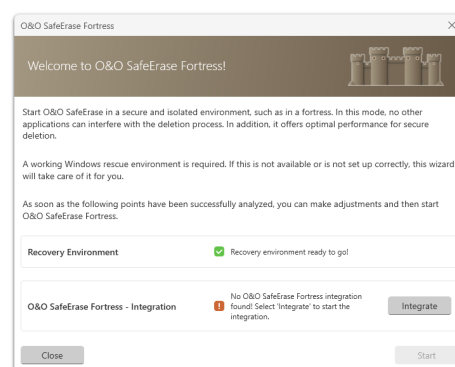 O&O SafeErase Fortress
Welcome to O&O SafeErase Fortress!
Start O&O SafeErase in a secure and isolated environment, such as in a fortress. In this mode, no other
applications can interfere with the deletion process. In addition, it offers optimal performance for secure
deletion.
A working Windows rescue environment is required. If this is not available or is not set up correctly, this wizard
will take care of it for you.
As soon as the following points have been successfully analyzed, you can make adjustments and then start
O&O SafeErase Fortress.
Recovery Environment
Recovery environment ready to go!
O&O SafeErase Fortress - Integration
No O&O SafeErase Fortress integration
found! Select 'Integrate' to start the
integration.
Integrate
Close
Start